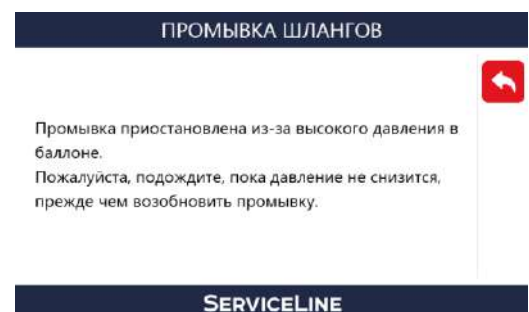 ПРОМЫВКА ШЛАНГОВ
Промывка приостановлена из-за высокого давления в
баллоне.
Пожалуйста, подождите, пока давление не снизится,
прежде чем возобновить промывку.
SERVICELINE